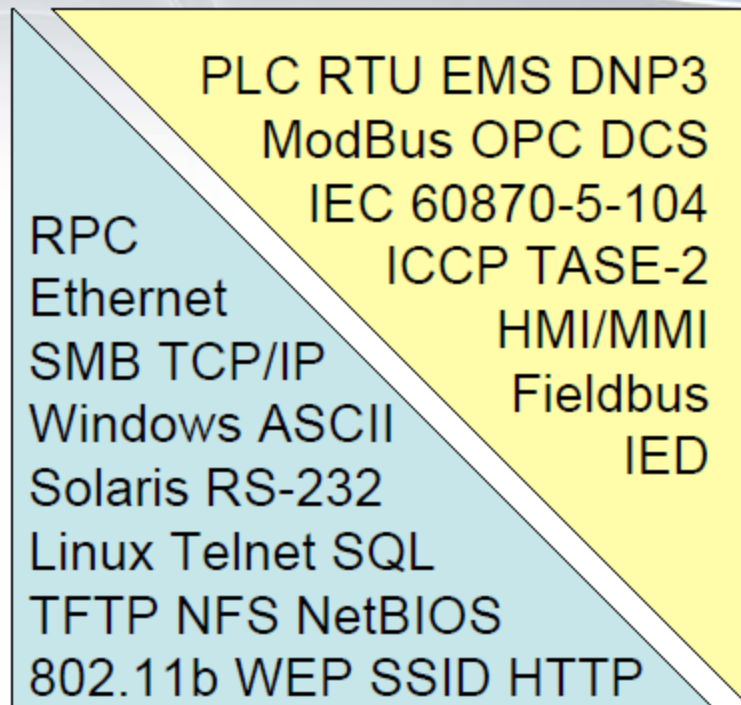 PLC RTU EMS DNP3
ModBus OPC DCS
IEC 60870-5-104
ICCP TASE-2
HMI/MMI
Fieldbus
IED
RPC
Ethernet
SMB TCP/IP
Windows ASCII
Solaris RS-232
Linux Telnet SQL
TFTP NFS NetBIOS
802.11b WEP SSID HTTP